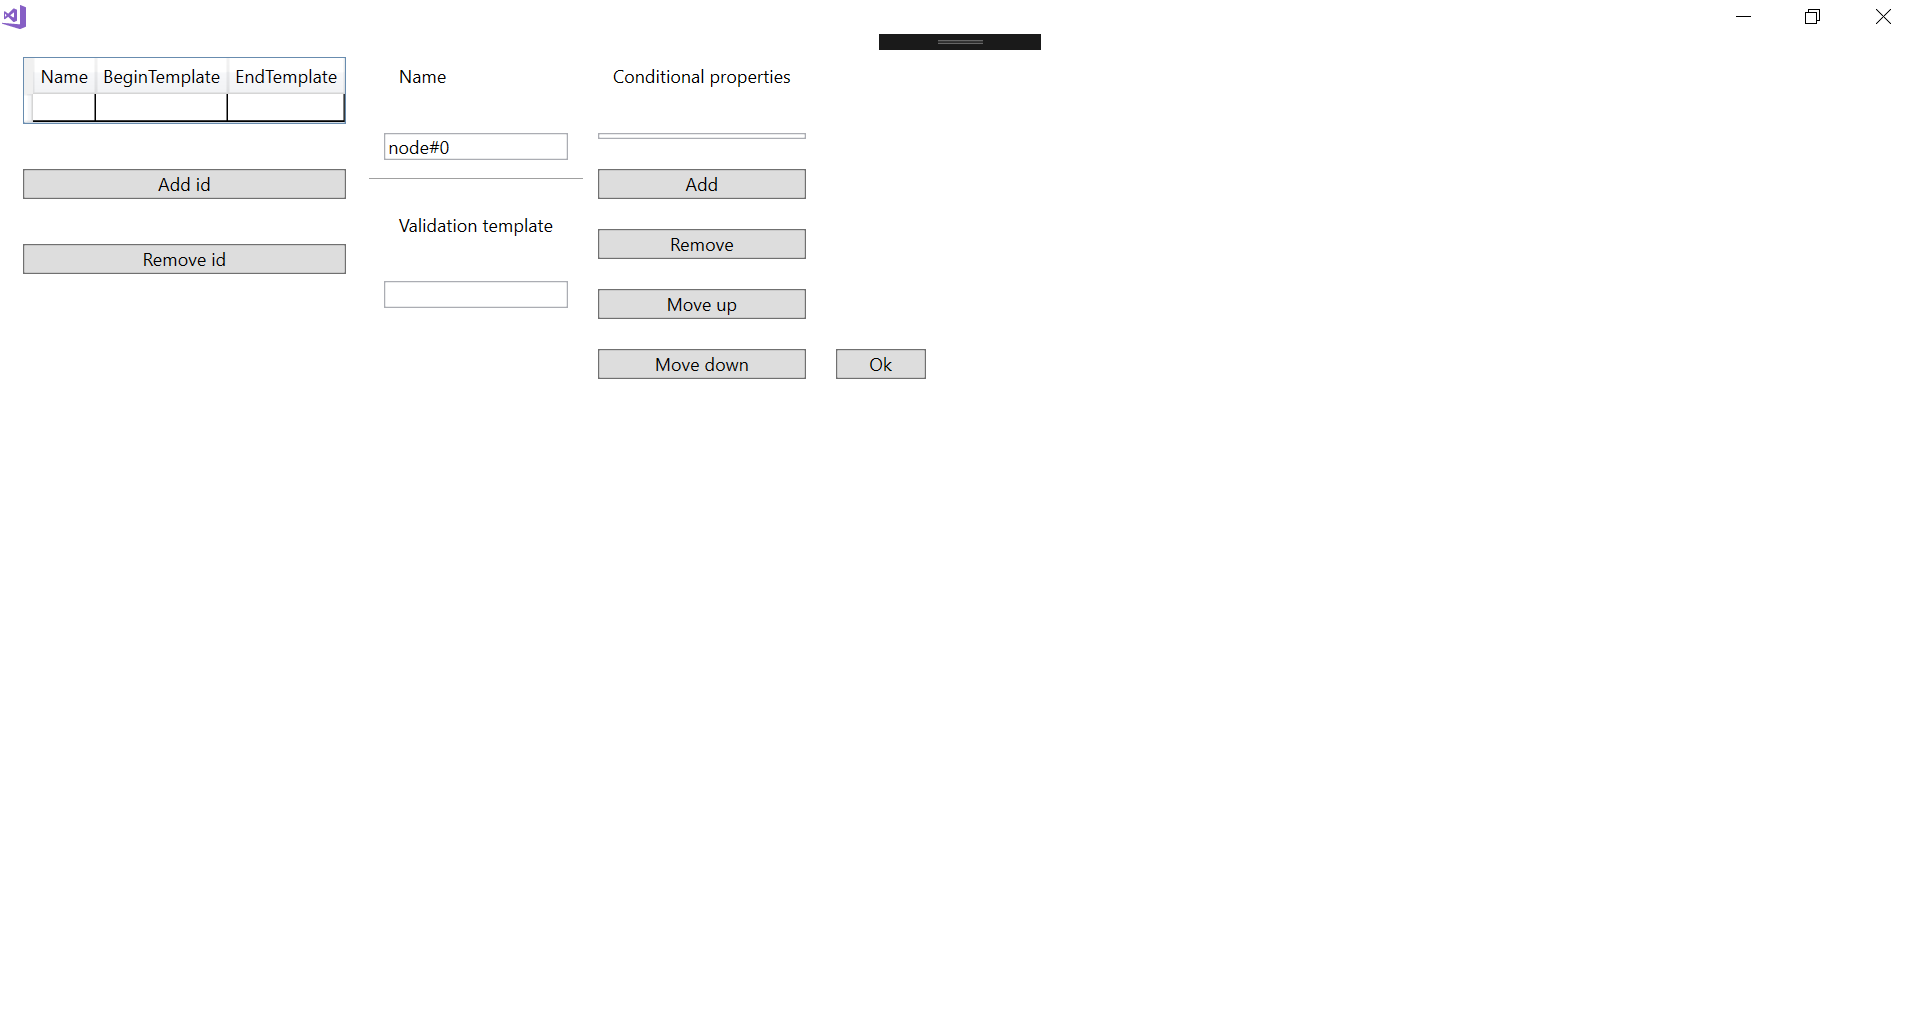 Name BeginTemplate EndTemplate
Add id
Remove id
Name
node#0
Validation template
Conditional properties
Add
Remove
Move up
Move down
Ok